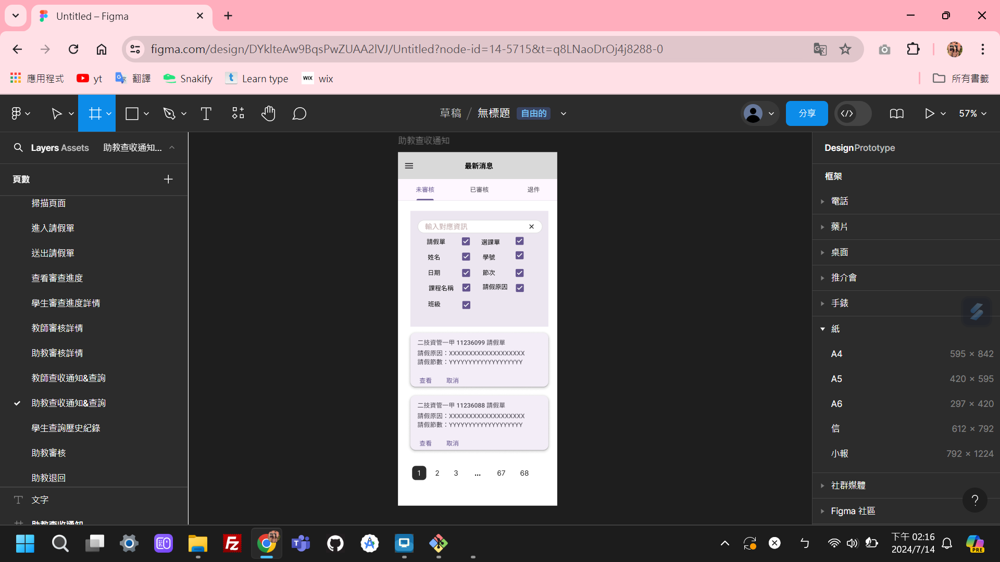 Untitled – Figma
figma.com/design/DYklteAw9BqsPwZUAA2lVJ/Untitled?node-id=14-5715&t=q8LNaoDrOj4j8288-0
應用程式 yt 翻譯 Snakify Learn type WIX wix 所有書籤
草稿 / 無標題 自由的
分享
57%
Layers Assets 助教查收通知...
頁數
掃描頁面
進入請假單
送出請假單
查看審查進度
學生審查進度詳情
教師審核詳情
助教審核詳情
教師查收通知&查詢
助教查收通知&查詢
學生查詢歷史紀錄
助教審核
助教退回
文字
助教查收通知
助教查收通知
最新消息
未審核 已審核 退件
輸入對應資訊
請假單 選課單
姓名 學號
日期 節次
課程名稱 請假原因
班級
二技資管一甲 11236099 請假單
請假原因：XXXXXXXXXXXXXXXXXXX
請假節數：YYYYYYYYYYYYYYYYYYY
查看 取消
二技資管一甲 11236088 請假單
請假原因：XXXXXXXXXXXXXXXXXXX
請假節數：YYYYYYYYYYYYYYYYYYY
查看 取消
1 2 3 ... 67 68
Design Prototype
框架
電話
藥片
桌面
推介會
手錶
紙
A4 595 × 842
A5 420 × 595
A6 297 × 420
信 612 × 792
小報 792 × 1224
社群媒體
Figma 社區
?
ㄣ
下午 02:16
2024/7/14
PRE